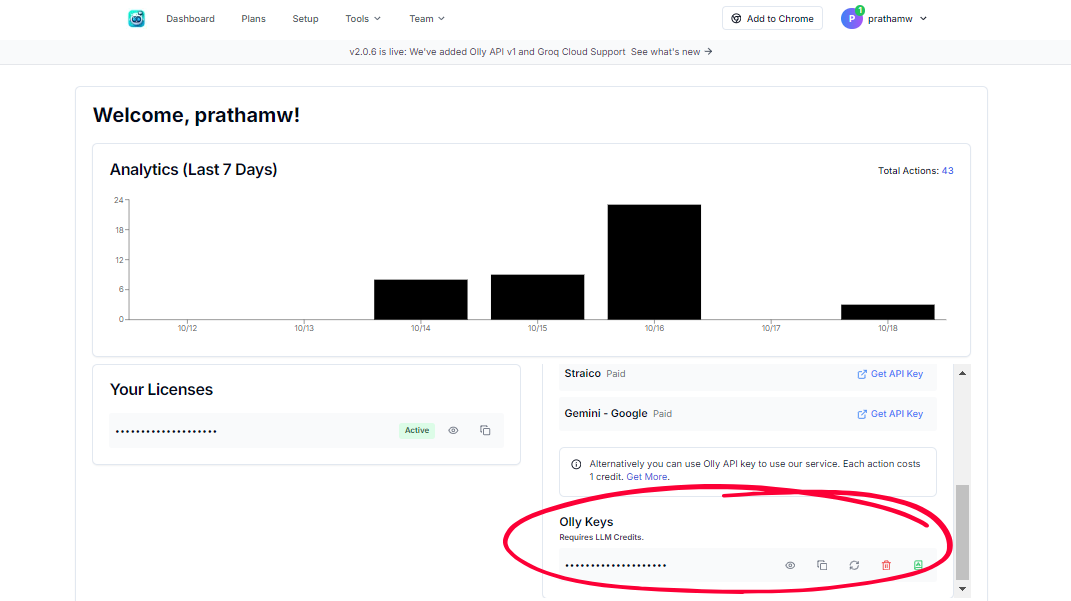 Dashboard Plans Setup Tools Team Add to Chrome P 1 prathamw
v2.0.6 is live: We've added Olly API v1 and Groq Cloud Support See what's new →
Welcome, prathamw!
Analytics (Last 7 Days) Total Actions: 43
24
18
12
6
0
10/12 10/13 10/14 10/15 10/16 10/17 10/18
Your Licenses
•••••••••••••••••••• Active
Straico Paid Get API Key
Gemini - Google Paid Get API Key
Alternatively you can use Olly API key to use our service. Each action costs
1 credit. Get More.
Olly Keys
Requires LLM Credits.
••••••••••••••••••••